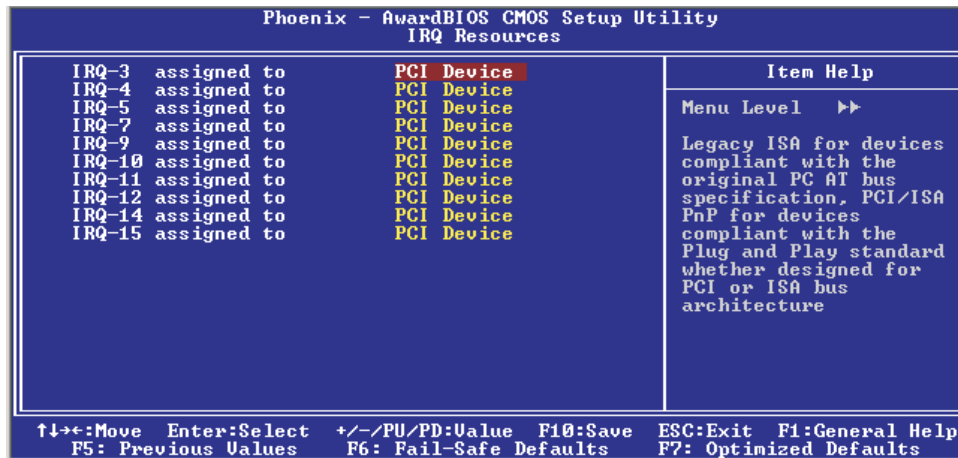 Phoenix - AwardBIOS CMOS Setup Utility
IRQ Resources
IRQ-3 assigned to PCI Device
IRQ-4 assigned to PCI Device
IRQ-5 assigned to PCI Device
IRQ-7 assigned to PCI Device
IRQ-9 assigned to PCI Device
IRQ-10 assigned to PCI Device
IRQ-11 assigned to PCI Device
IRQ-12 assigned to PCI Device
IRQ-14 assigned to PCI Device
IRQ-15 assigned to PCI Device
Item Help
Menu Level ►►
Legacy ISA for devices
compliant with the
original PC AT bus
specification, PCI/ISA
PnP for devices
compliant with the
Plug and Play standard
whether designed for
PCI or ISA bus
architecture
↑↓→←:Move Enter:Select +/-/PU/PD:Value F10:Save ESC:Exit F1:General Help
F5: Previous Values F6: Fail-Safe Defaults F7: Optimized Defaults